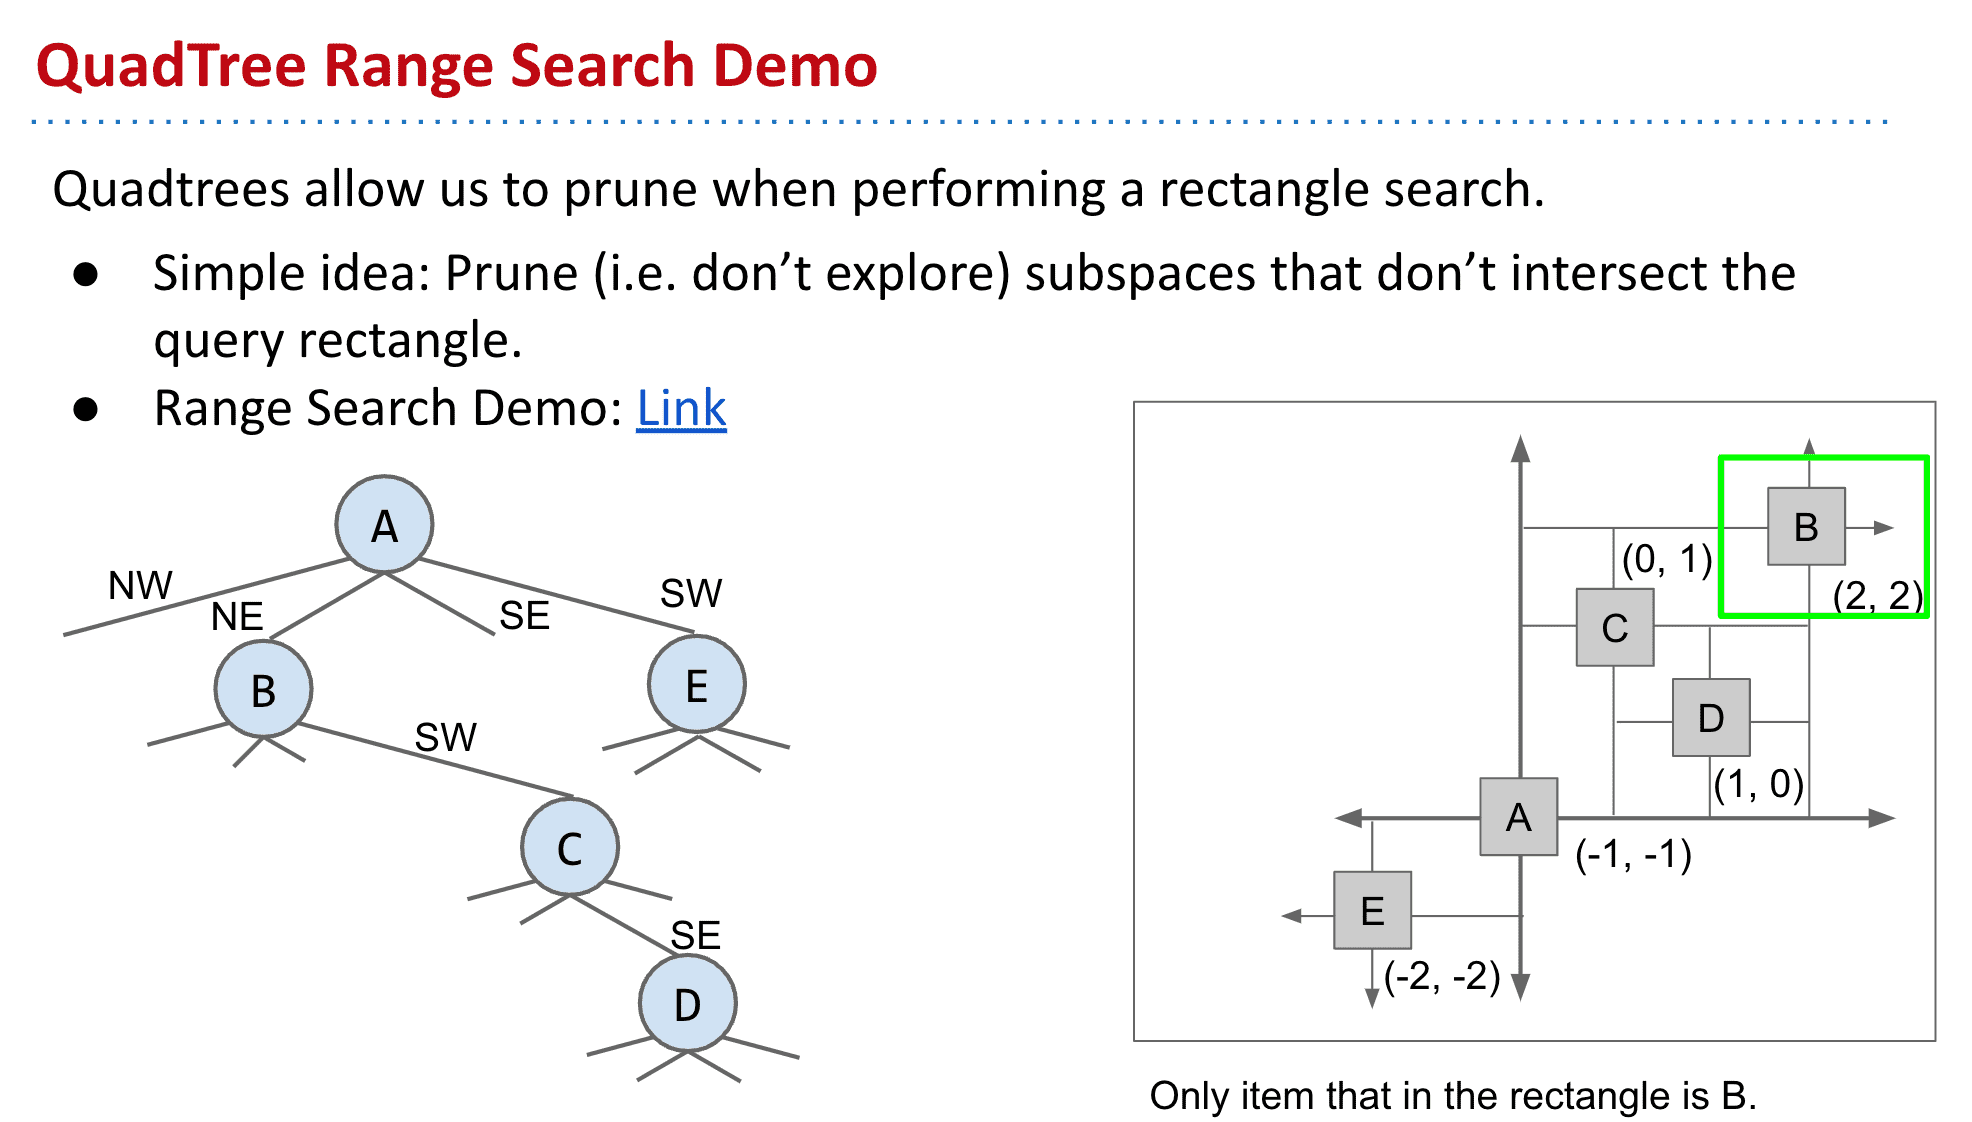 QuadTree Range Search Demo
Quadtrees allow us to prune when performing a rectangle search.
● Simple idea: Prune (i.e. don’t explore) subspaces that don’t intersect the
query rectangle.
● Range Search Demo: Link
A
NW
NE
SE
SW
B
E
SW
C
SE
D
B
(0, 1)
(2, 2)
C
D
(1, 0)
A
(-1, -1)
E
(-2, -2)
Only item that in the rectangle is B.